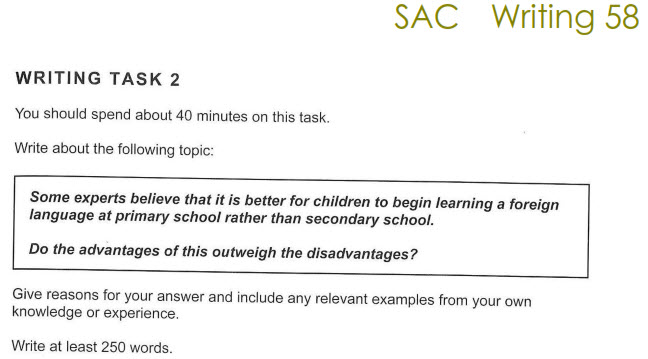 SAC Writing 58
WRITING TASK 2
You should spend about 40 minutes on this task.
Write about the following topic:
Some experts believe that it is better for children to begin learning a foreign
language at primary school rather than secondary school.
Do the advantages of this outweigh the disadvantages?
Give reasons for your answer and include any relevant examples from your own
knowledge or experience.
Write at least 250 words.